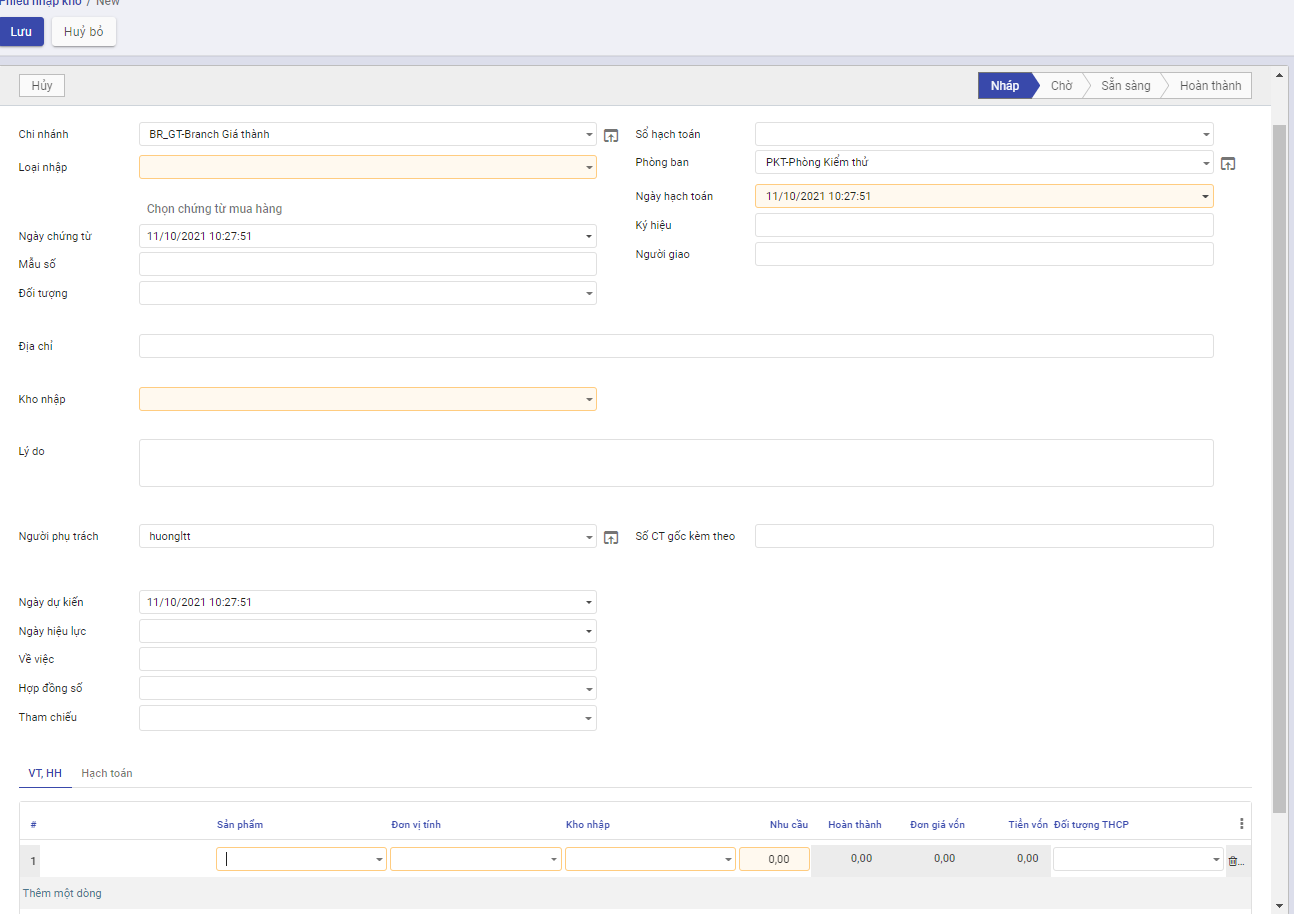 Phiếu nhập kho / New
Lưu Huỷ bỏ
Hủy Nháp Chờ Sẵn sàng Hoàn thành
Chi nhánh BR_GT-Branch Giá thành Sổ hạch toán
Loại nhập Phòng ban PKT-Phòng Kiểm thử
Ngày hạch toán 11/10/2021 10:27:51
Chọn chứng từ mua hàng
Ký hiệu
Ngày chứng từ 11/10/2021 10:27:51
Người giao
Mẫu số
Đối tượng
Địa chỉ
Kho nhập
Lý do
Người phụ trách huongltt Số CT gốc kèm theo
Ngày dự kiến 11/10/2021 10:27:51
Ngày hiệu lực
Về việc
Hợp đồng số
Tham chiếu
VT, HH Hạch toán
# Sản phẩm Đơn vị tính Kho nhập Nhu cầu Hoàn thành Đơn giá vốn Tiền vốn Đối tượng THCP
1 0,00 0,00 0,00 0,00 ...
Thêm một dòng